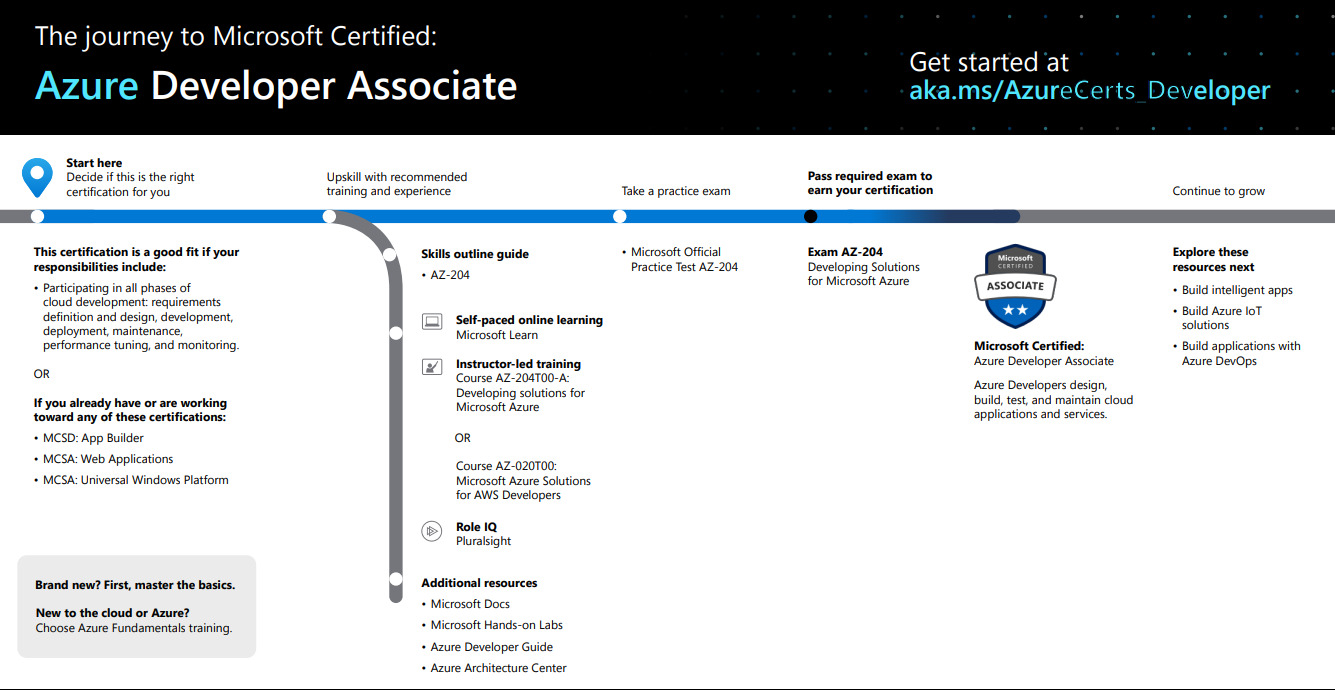 The journey to Microsoft Certified:
Azure Developer Associate
Get started at
aka.ms/AzureCerts_Developer
Start here
Decide if this is the right
certification for you
Upskill with recommended
training and experience
Take a practice exam
Pass required exam to
earn your certification
Continue to grow
This certification is a good fit if your
responsibilities include:
• Participating in all phases of
cloud development: requirements
definition and design, development,
deployment, maintenance,
performance tuning, and monitoring.
OR
If you already have or are working
toward any of these certifications:
• MCSD: App Builder
• MCSA: Web Applications
• MCSA: Universal Windows Platform
Brand new? First, master the basics.
New to the cloud or Azure?
Choose Azure Fundamentals training.
Skills outline guide
• AZ-204
Self-paced online learning
Microsoft Learn
Instructor-led training
Course AZ-204T00-A:
Developing solutions for
Microsoft Azure
OR
Course AZ-020T00:
Microsoft Azure Solutions
for AWS Developers
Role IQ
Pluralsight
Additional resources
• Microsoft Docs
• Microsoft Hands-on Labs
• Azure Developer Guide
• Azure Architecture Center
• Microsoft Official
Practice Test AZ-204
Exam AZ-204
Developing Solutions
for Microsoft Azure
Microsoft
CERTIFIED
ASSOCIATE
Microsoft Certified:
Azure Developer Associate
Azure Developers design,
build, test, and maintain cloud
applications and services.
Explore these
resources next
• Build intelligent apps
• Build Azure IoT
solutions
• Build applications with
Azure DevOps